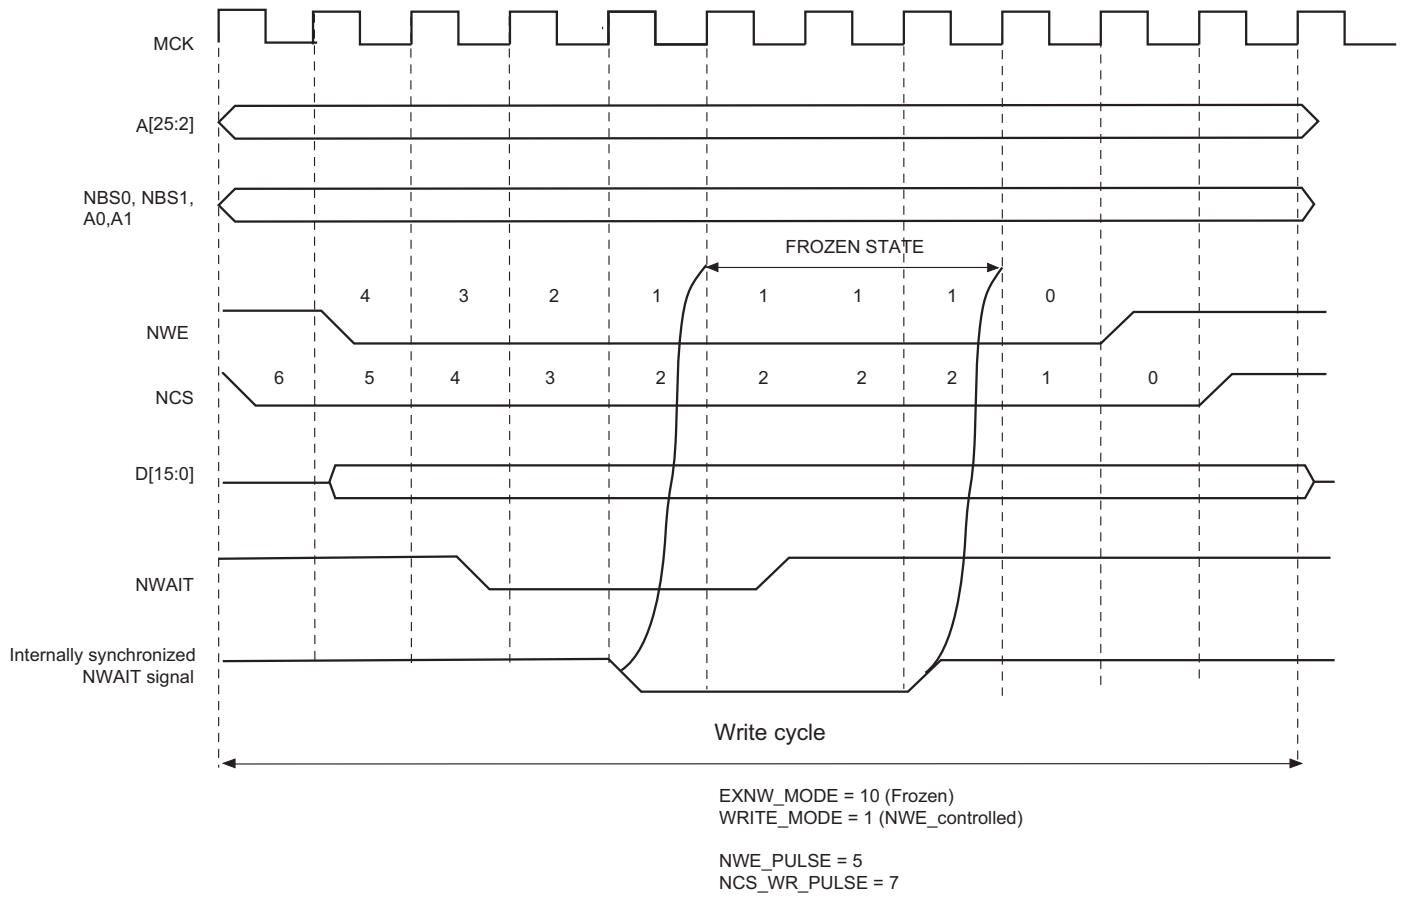 MCK
A[25:2]
NBS0, NBS1,
A0,A1
FROZEN STATE
4 3 2 1 1 1 1 0
NWE
6 5 4 3 2 2 2 2 1 0
NCS
D[15:0]
NWAIT
Internally synchronized
NWAIT signal
Write cycle
EXNW_MODE = 10 (Frozen)
WRITE_MODE = 1 (NWE_controlled)
NWE_PULSE = 5
NCS_WR_PULSE = 7